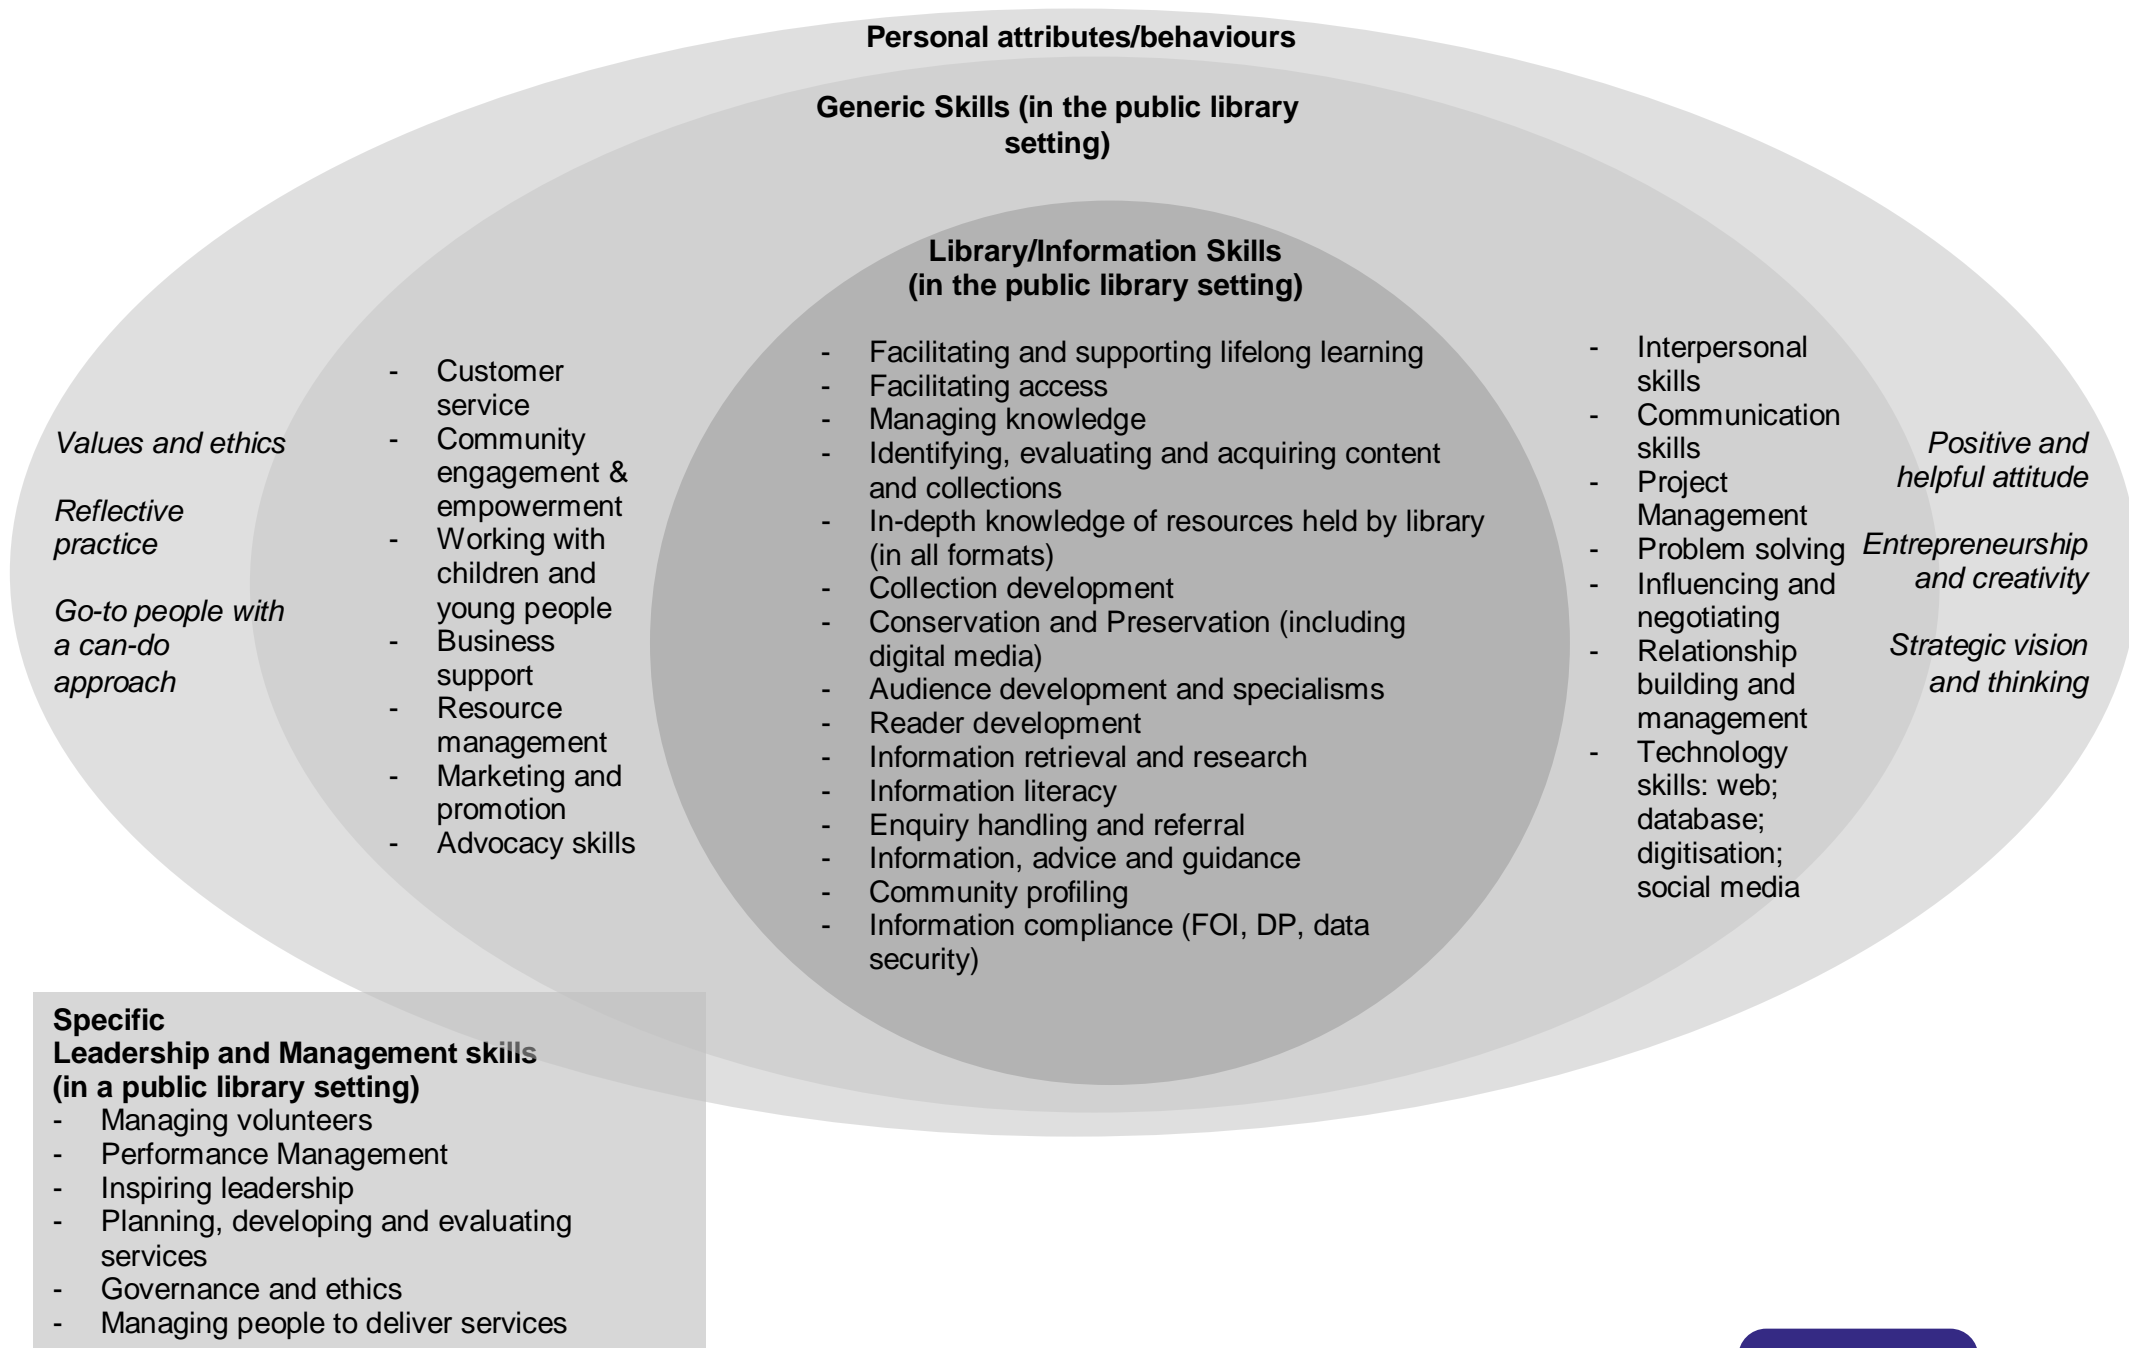 Personal attributes/behaviours
Generic Skills (in the public library
setting)
Library/Information Skills
(in the public library setting)
Values and ethics
Reflective
practice
Go-to people with
a can-do
approach
- Customer
service
- Community
engagement &
empowerment
- Working with
children and
young people
- Business
support
- Resource
management
- Marketing and
promotion
- Advocacy skills
- Facilitating and supporting lifelong learning
- Facilitating access
- Managing knowledge
- Identifying, evaluating and acquiring content
and collections
- In-depth knowledge of resources held by library
(in all formats)
- Collection development
- Conservation and Preservation (including
digital media)
- Audience development and specialisms
- Reader development
- Information retrieval and research
- Information literacy
- Enquiry handling and referral
- Information, advice and guidance
- Community profiling
- Information compliance (FOI, DP, data
security)
- Interpersonal
skills
- Communication
skills
- Project
Management
- Problem solving
- Influencing and
negotiating
- Relationship
building and
management
- Technology
skills: web;
database;
digitisation;
social media
Positive and
helpful attitude
Entrepreneurship
and creativity
Strategic vision
and thinking
Specific
Leadership and Management skills
(in a public library setting)
- Managing volunteers
- Performance Management
- Inspiring leadership
- Planning, developing and evaluating
services
- Governance and ethics
- Managing people to deliver services